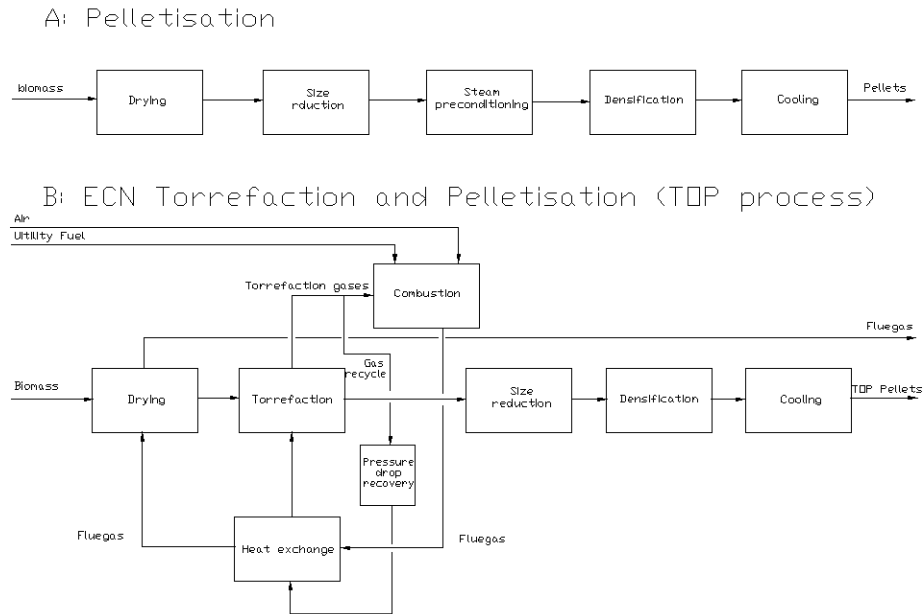 A: Pelletisation
biomass
Drying
Size
rduction
Steam
preconditioning
Densification
Cooling
Pellets
B: ECN Torrefaction and Pelletisation (TOP process)
Air
Uitility Fuel
Torrefaction gases
Combustion
Fluegas
Gas
recycle
Biomass
Drying
Torrefaction
Size
reduction
Densification
Cooling
TOP Pellets
Pressure
drop
recovery
Fluegas
Heat exchange
Fluegas